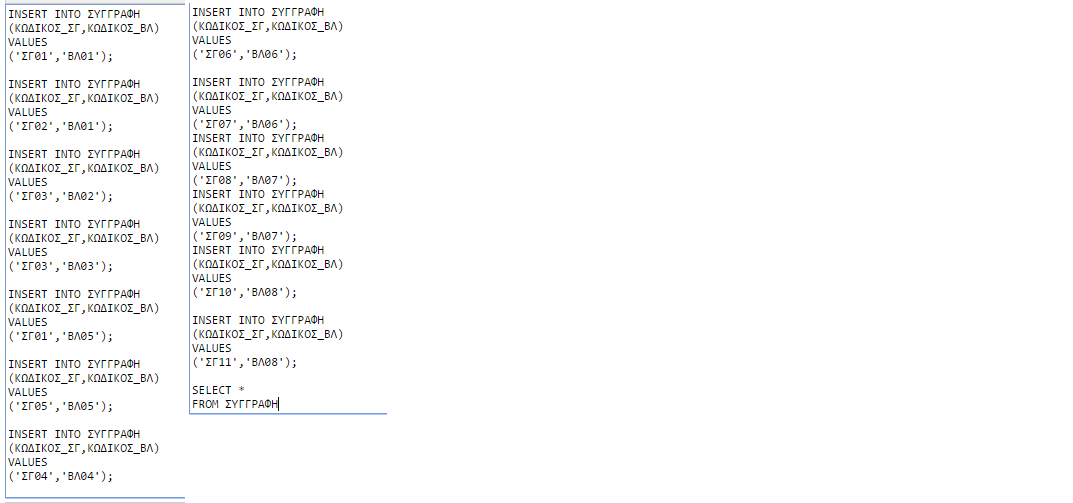 INSERT INTO ΣΥΓΓΡΑΦΗ
(ΚΩΔΙΚΟΣ_ΣΓ,ΚΩΔΙΚΟΣ_ΒΛ)
VALUES
('ΣΓ01','ΒΛ01');
INSERT INTO ΣΥΓΓΡΑΦΗ
(ΚΩΔΙΚΟΣ_ΣΓ,ΚΩΔΙΚΟΣ_ΒΛ)
VALUES
('ΣΓ02','ΒΛ01');
INSERT INTO ΣΥΓΓΡΑΦΗ
(ΚΩΔΙΚΟΣ_ΣΓ,ΚΩΔΙΚΟΣ_ΒΛ)
VALUES
('ΣΓ03','ΒΛ02');
INSERT INTO ΣΥΓΓΡΑΦΗ
(ΚΩΔΙΚΟΣ_ΣΓ,ΚΩΔΙΚΟΣ_ΒΛ)
VALUES
('ΣΓ03','ΒΛ03');
INSERT INTO ΣΥΓΓΡΑΦΗ
(ΚΩΔΙΚΟΣ_ΣΓ,ΚΩΔΙΚΟΣ_ΒΛ)
VALUES
('ΣΓ01','ΒΛ05');
INSERT INTO ΣΥΓΓΡΑΦΗ
(ΚΩΔΙΚΟΣ_ΣΓ,ΚΩΔΙΚΟΣ_ΒΛ)
VALUES
('ΣΓ05','ΒΛ05');
INSERT INTO ΣΥΓΓΡΑΦΗ
(ΚΩΔΙΚΟΣ_ΣΓ,ΚΩΔΙΚΟΣ_ΒΛ)
VALUES
('ΣΓ04','ΒΛ04');
INSERT INTO ΣΥΓΓΡΑΦΗ
(ΚΩΔΙΚΟΣ_ΣΓ,ΚΩΔΙΚΟΣ_ΒΛ)
VALUES
('ΣΓ06','ΒΛ06');
INSERT INTO ΣΥΓΓΡΑΦΗ
(ΚΩΔΙΚΟΣ_ΣΓ,ΚΩΔΙΚΟΣ_ΒΛ)
VALUES
('ΣΓ07','ΒΛ06');
INSERT INTO ΣΥΓΓΡΑΦΗ
(ΚΩΔΙΚΟΣ_ΣΓ,ΚΩΔΙΚΟΣ_ΒΛ)
VALUES
('ΣΓ08','ΒΛ07');
INSERT INTO ΣΥΓΓΡΑΦΗ
(ΚΩΔΙΚΟΣ_ΣΓ,ΚΩΔΙΚΟΣ_ΒΛ)
VALUES
('ΣΓ09','ΒΛ07');
INSERT INTO ΣΥΓΓΡΑΦΗ
(ΚΩΔΙΚΟΣ_ΣΓ,ΚΩΔΙΚΟΣ_ΒΛ)
VALUES
('ΣΓ10','ΒΛ08');
INSERT INTO ΣΥΓΓΡΑΦΗ
(ΚΩΔΙΚΟΣ_ΣΓ,ΚΩΔΙΚΟΣ_ΒΛ)
VALUES
('ΣΓ11','ΒΛ08');
SELECT *
FROM ΣΥΓΓΡΑΦΗ